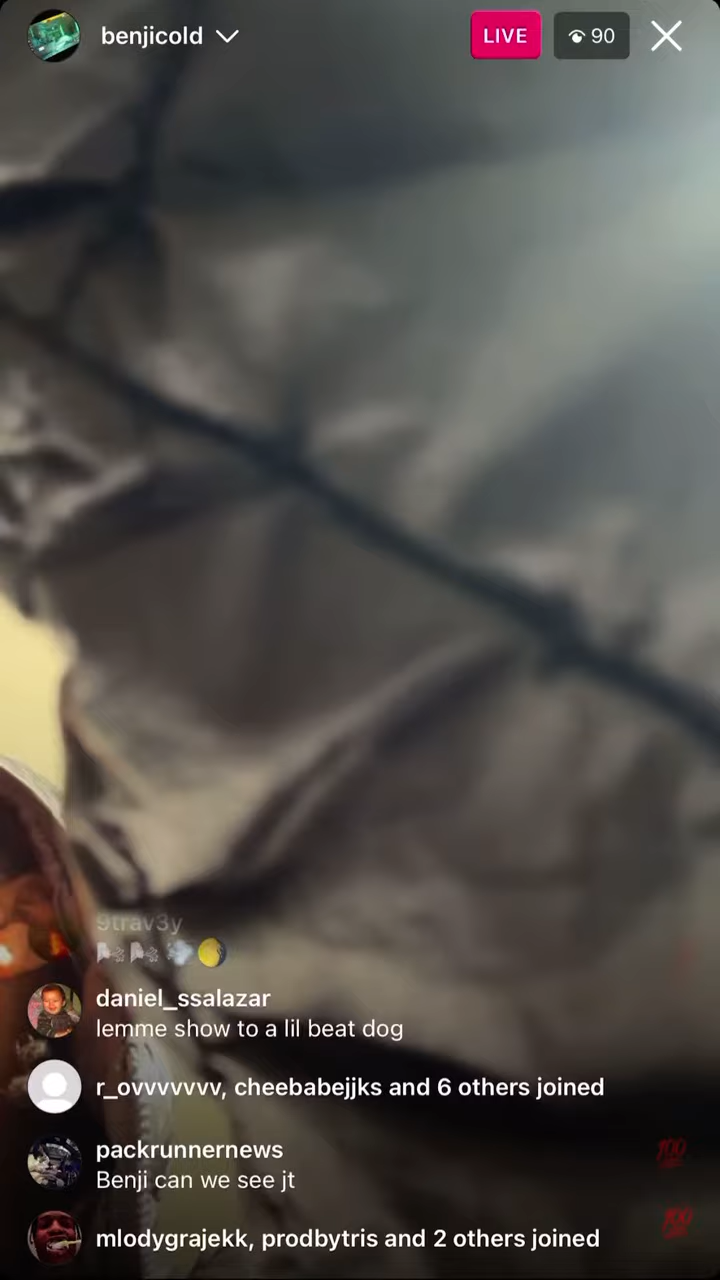 benjicold
LIVE
90
9trav3y
daniel_ssalazar
lemme show to a lil beat dog
r_ovvvvvvv, cheebabejjks and 6 others joined
packrunnernews
Benji can we see jt
mlodygrajekk, prodbytris and 2 others joined
💯
💯